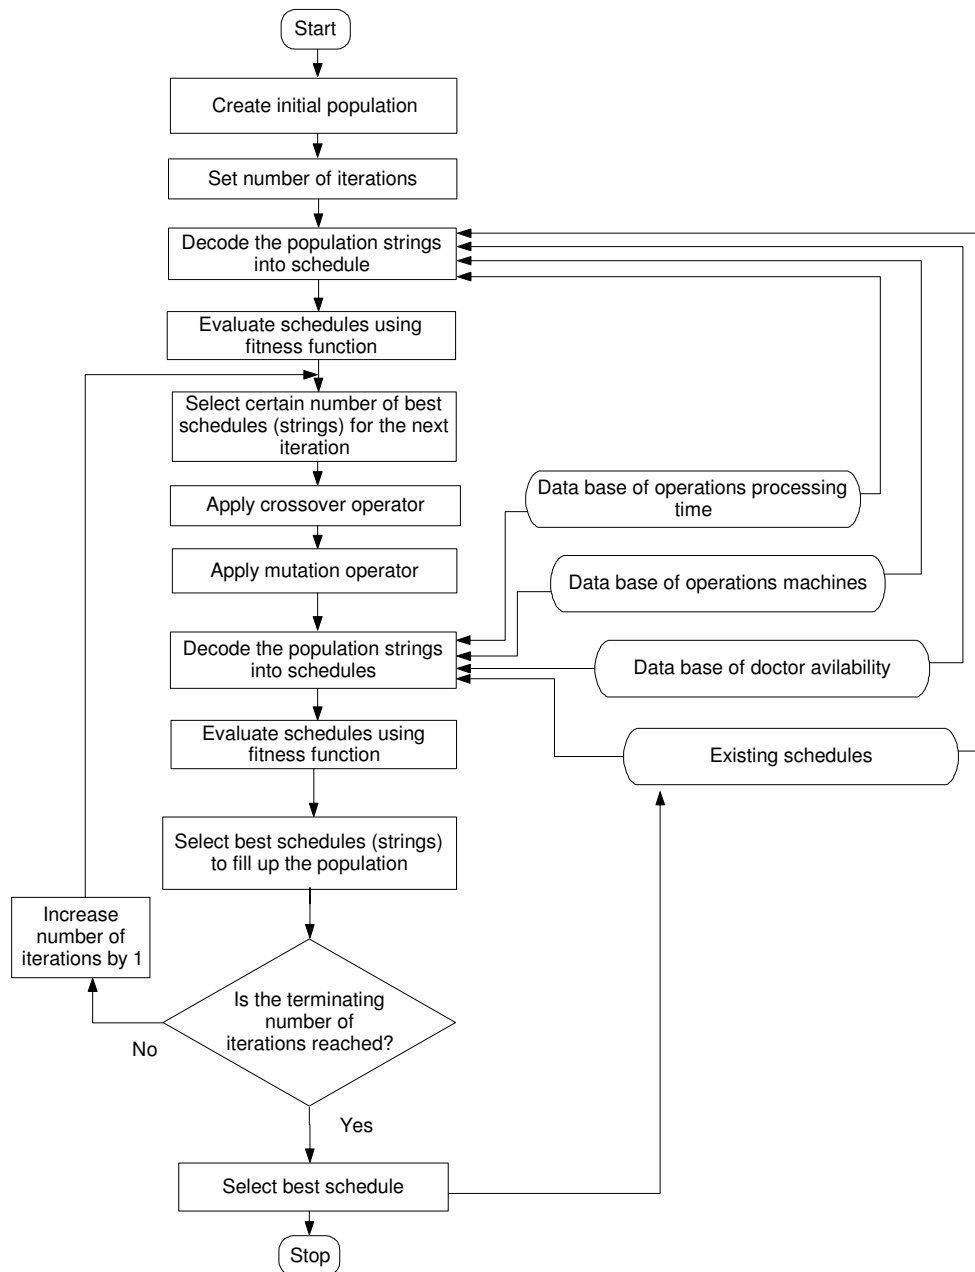 Start
Create initial population
Set number of iterations
Decode the population strings
into schedule
Evaluate schedules using
fitness function
Select certain number of best
schedules (strings) for the next
iteration
Apply crossover operator
Apply mutation operator
Decode the population strings
into schedules
Evaluate schedules using
fitness function
Select best schedules (strings)
to fill up the population
Increase
number of
iterations by 1
Is the terminating
number of
iterations reached?
No
Yes
Select best schedule
Stop
Data base of operations processing
time
Data base of operations machines
Data base of doctor avilability
Existing schedules